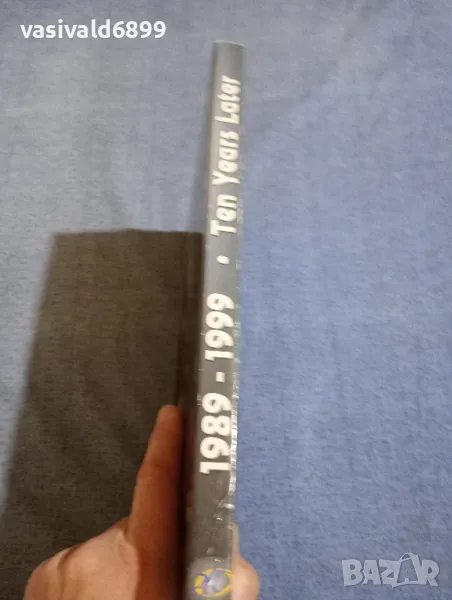 vasivald6899
1989 - 1999 • Ten Years Later
BAZAR